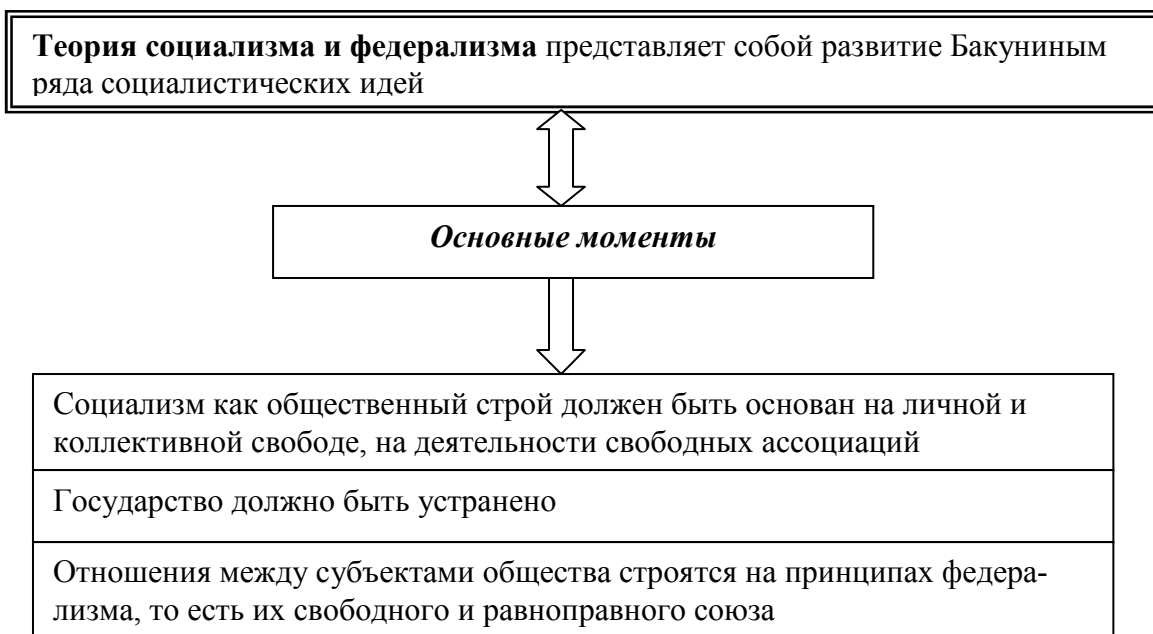 Теория социализма и федерализма представляет собой развитие Бакуниным
ряда социалистических идей
Основные моменты
Социализм как общественный строй должен быть основан на личной и
коллективной свободе, на деятельности свободных ассоциаций
Государство должно быть устранено
Отношения между субъектами общества строятся на принципах федера-
лизма, то есть их свободного и равноправного союза